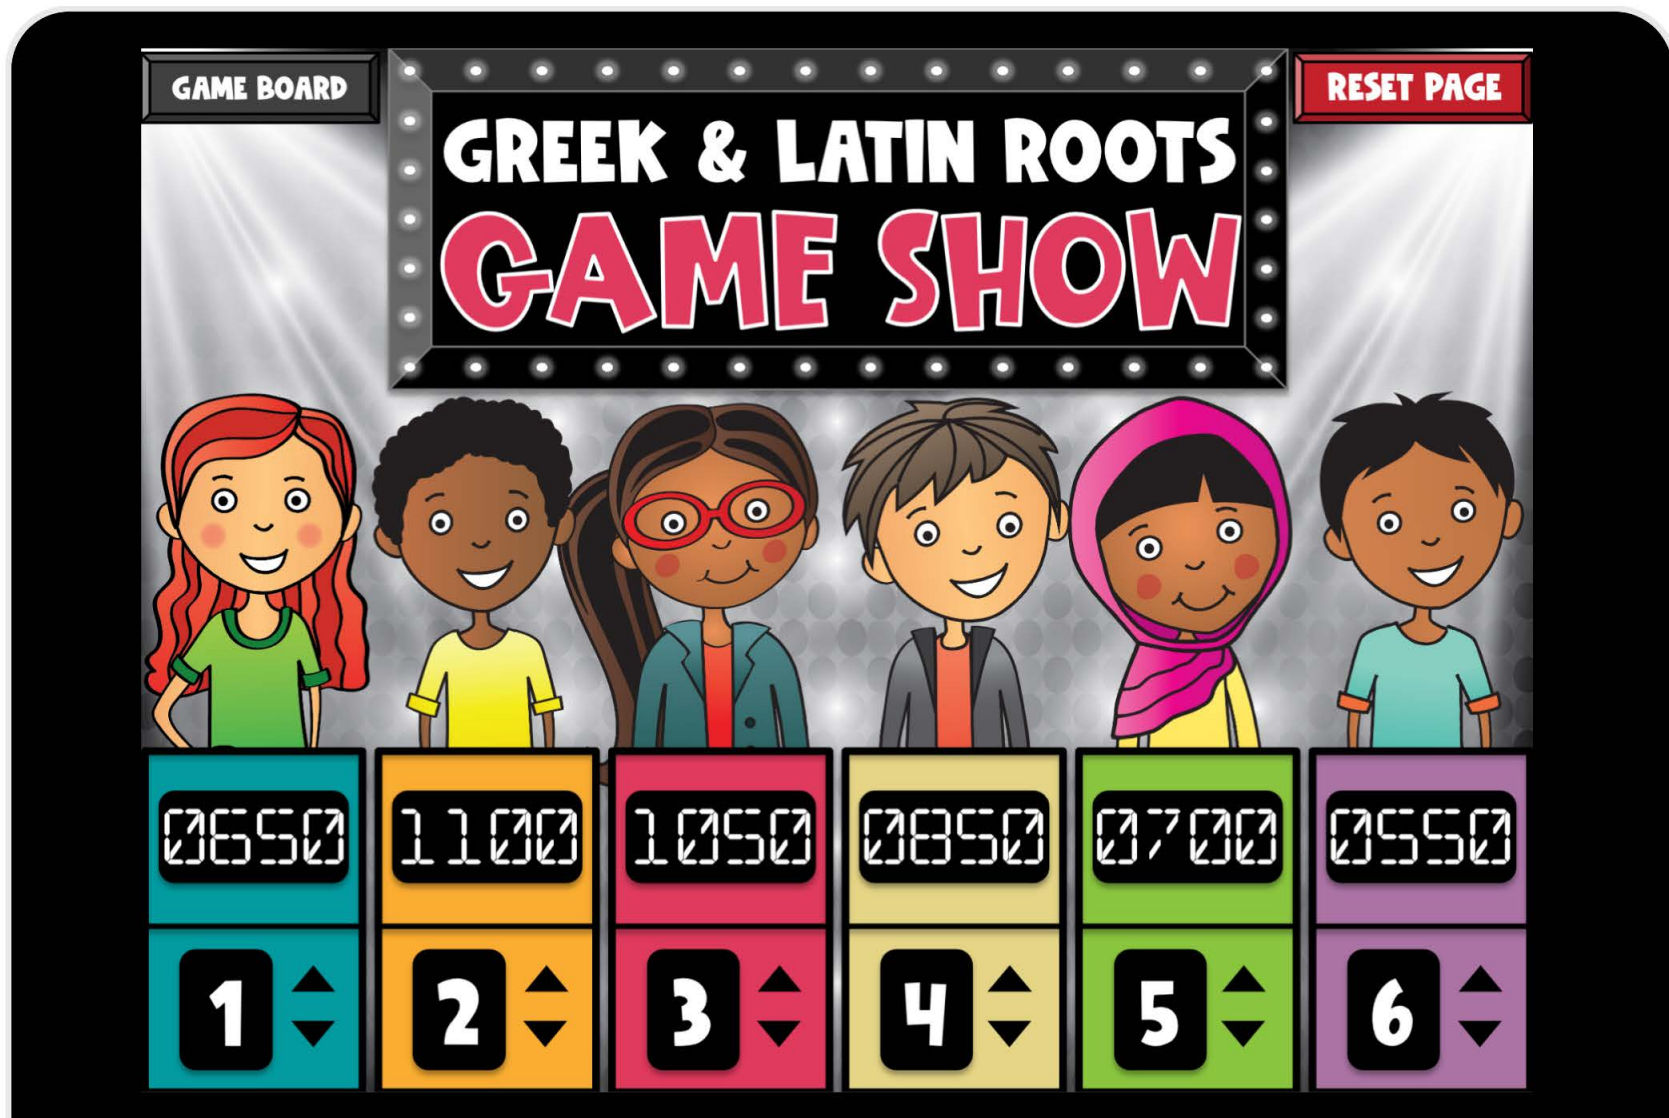 GAME BOARD
RESET PAGE
GREEK & LATIN ROOTS
GAME SHOW
0650 1100 1050 0850 0700 0550
1 2 3 4 5 6